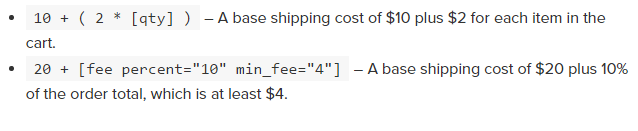 • 10 + ( 2 * [qty] ) – A base shipping cost of $10 plus $2 for each item in the
cart.
• 20 + [fee percent="10" min_fee="4"] – A base shipping cost of $20 plus 10%
of the order total, which is at least $4.